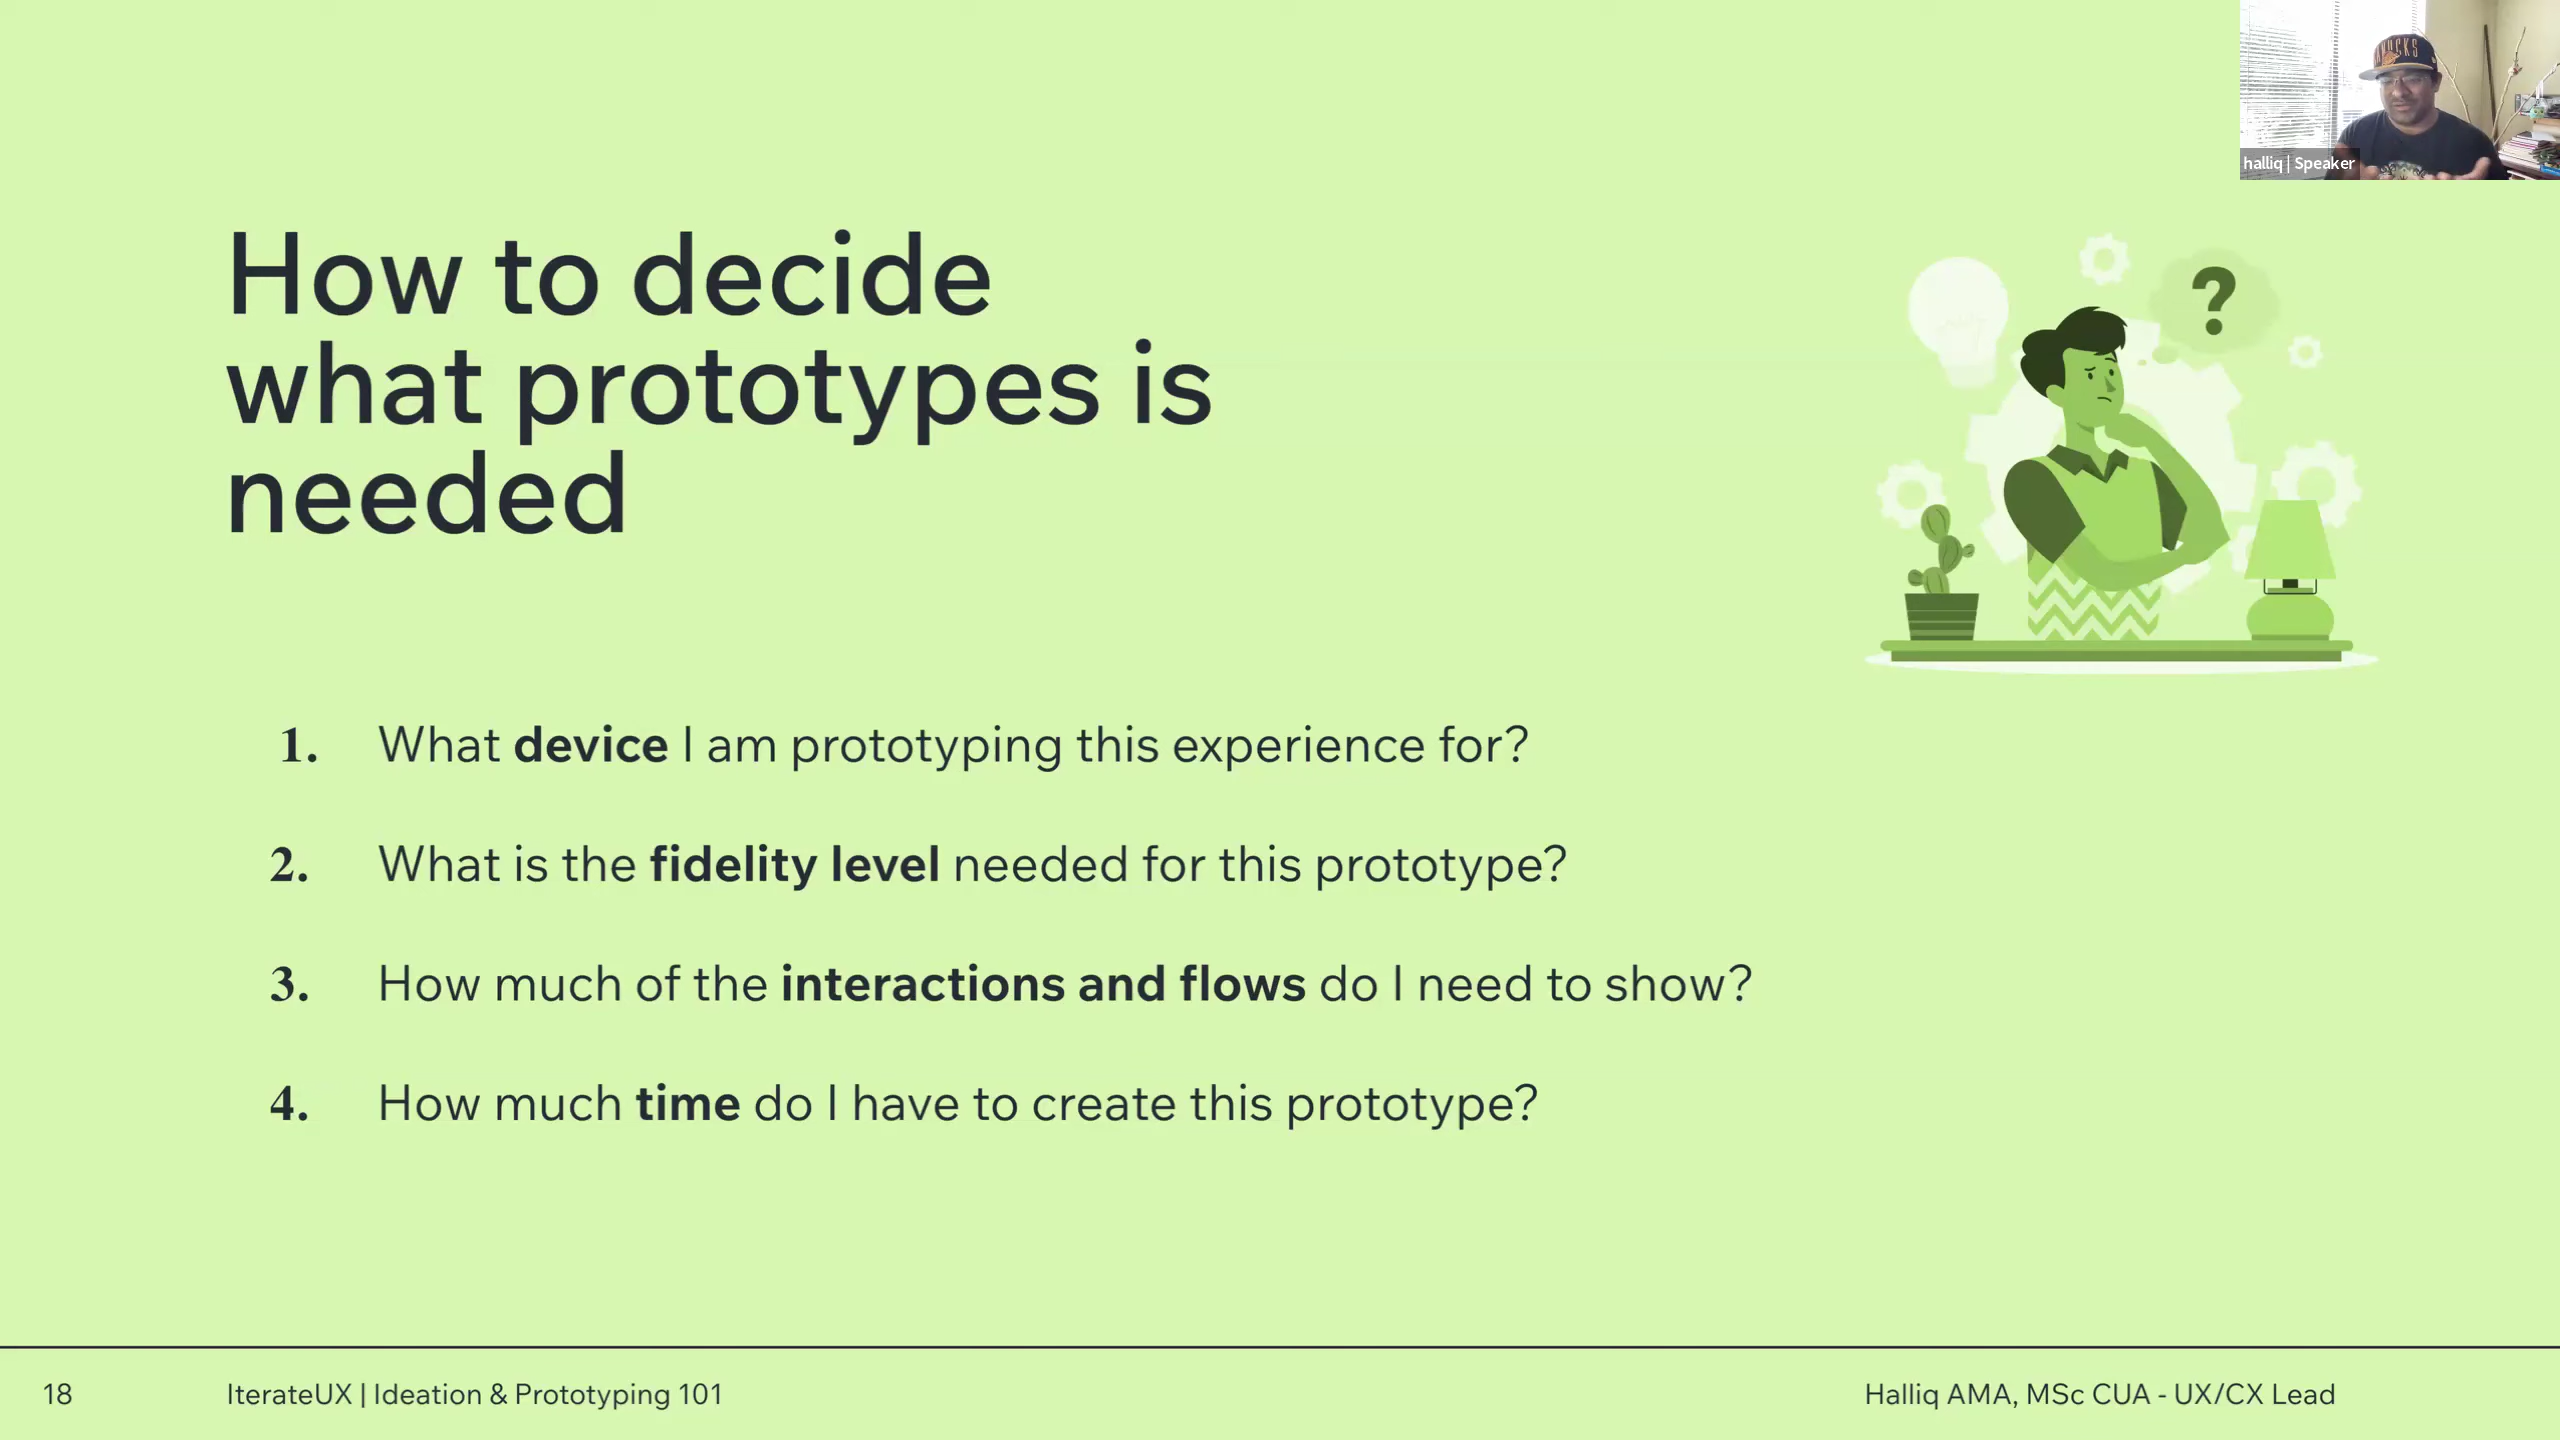 halliq | Speaker
How to decide
what prototypes is
needed
?
1. What device I am prototyping this experience for?
2. What is the fidelity level needed for this prototype?
3. How much of the interactions and flows do I need to show?
4. How much time do I have to create this prototype?
18
IterateUX | Ideation & Prototyping 101
Halliq AMA, MSc CUA - UX/CX Lead